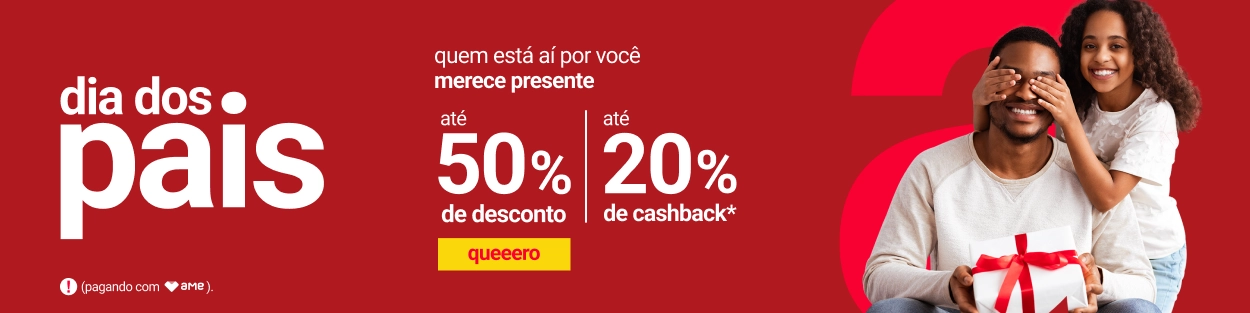 dia dos
pais
(pagando com ame).
quem está aí por você
merece presente
até
50%
de desconto
até
20%
de cashback*
queeero